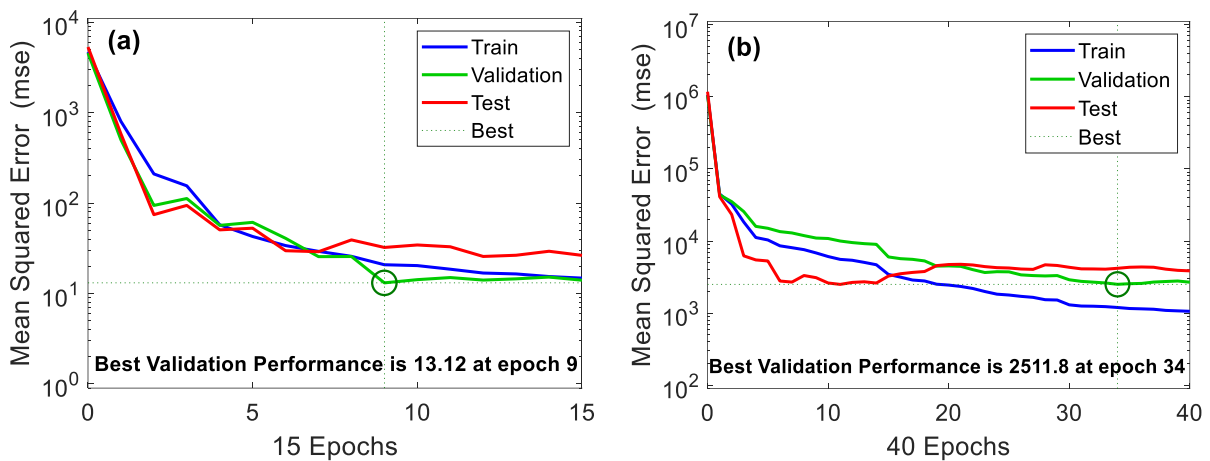 (a)
Mean Squared Error (mse)
10^4
10^3
10^2
10^1
10^0
Train
Validation
Test
Best
Best Validation Performance is 13.12 at epoch 9
0 5 10 15
15 Epochs
(b)
Mean Squared Error (mse)
10^7
10^6
10^5
10^4
10^3
10^2
Train
Validation
Test
Best
Best Validation Performance is 2511.8 at epoch 34
0 10 20 30 40
40 Epochs